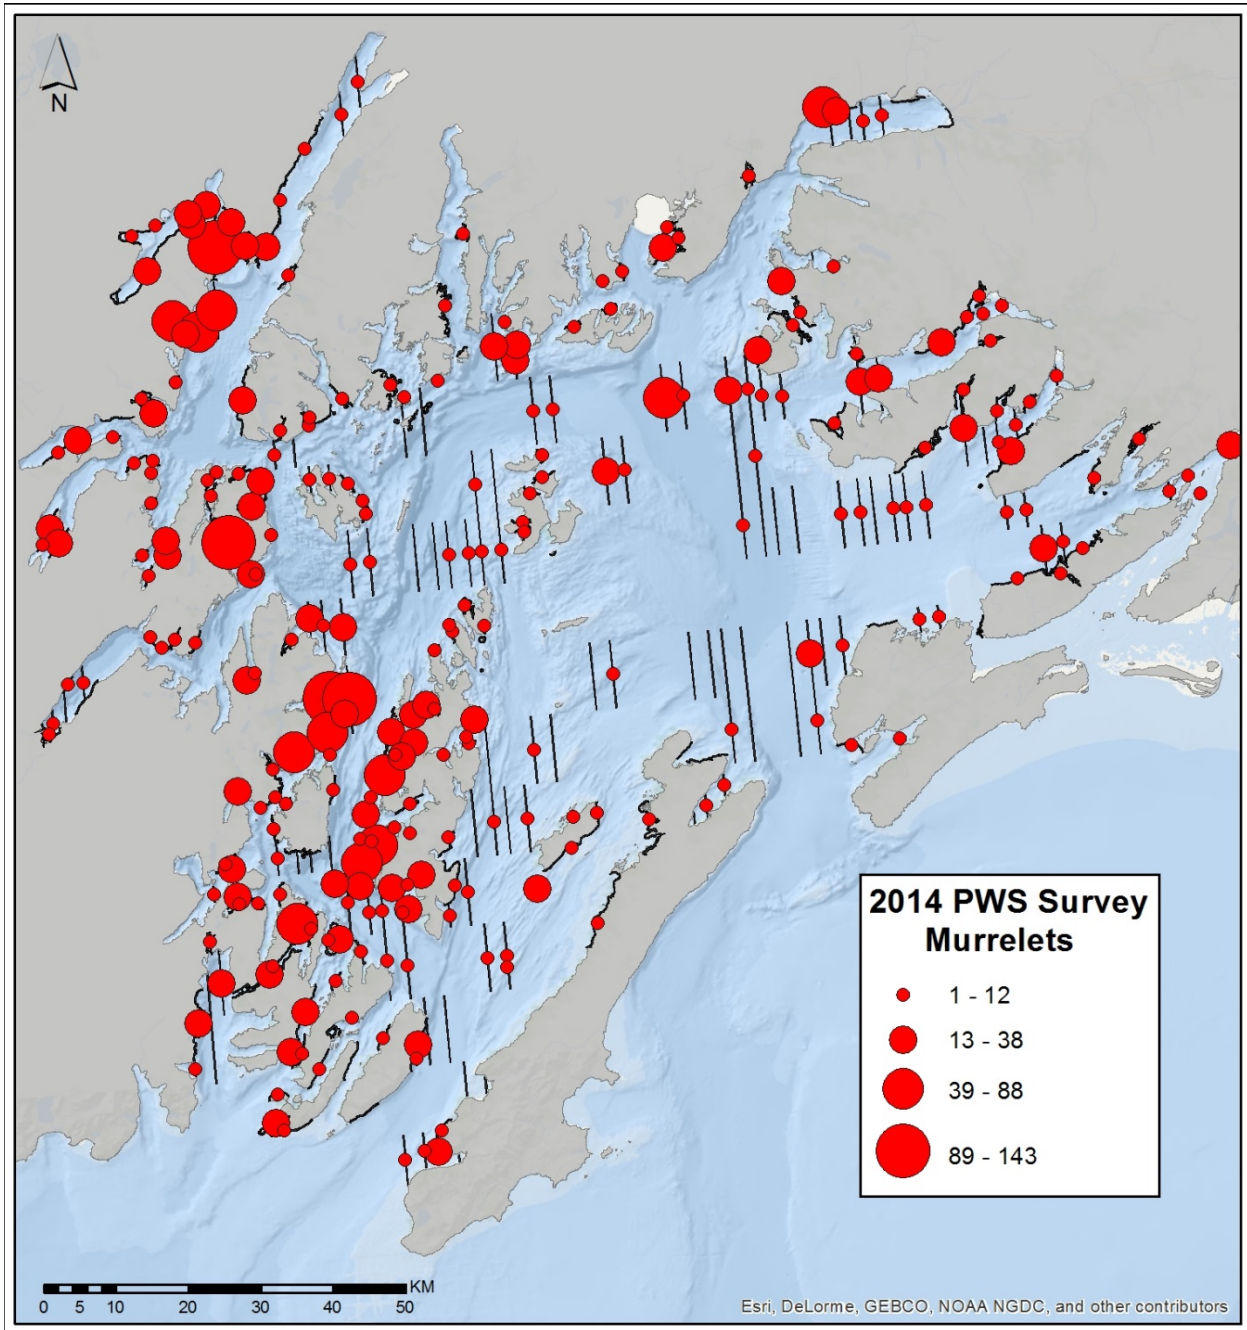 N
2014 PWS Survey
Murrelets
1 - 12
13 - 38
39 - 88
89 - 143
KM
0 5 10 20 30 40 50
Esri, DeLorme, GEBCO, NOAA NGDC, and other contributors